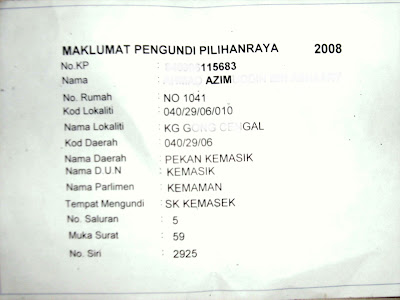 MAKLUMAT PENGUNDI PILIHANRAYA 2008
No.KP : 115683
Nama : AZIM
No. Rumah : NO 1041
Kod Lokaliti : 040/29/06/010
Nama Lokaliti : KG GONG CENGAL
Kod Daerah : 040/29/06
Nama Daerah : PEKAN KEMASIK
Nama D.U.N : KEMASIK
Nama Parlimen : KEMAMAN
Tempat Mengundi : SK KEMASEK
No. Saluran : 5
Muka Surat : 59
No. Siri : 2925